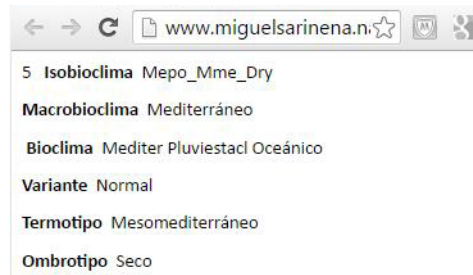 www.miguelsarinena.n
5 Isobioclima Mepo_Mme_Dry
Macrobioclima Mediterráneo
Bioclima Mediter Pluviestacl Oceánico
Variante Normal
Termotipo Mesomediterráneo
Ombrotipo Seco